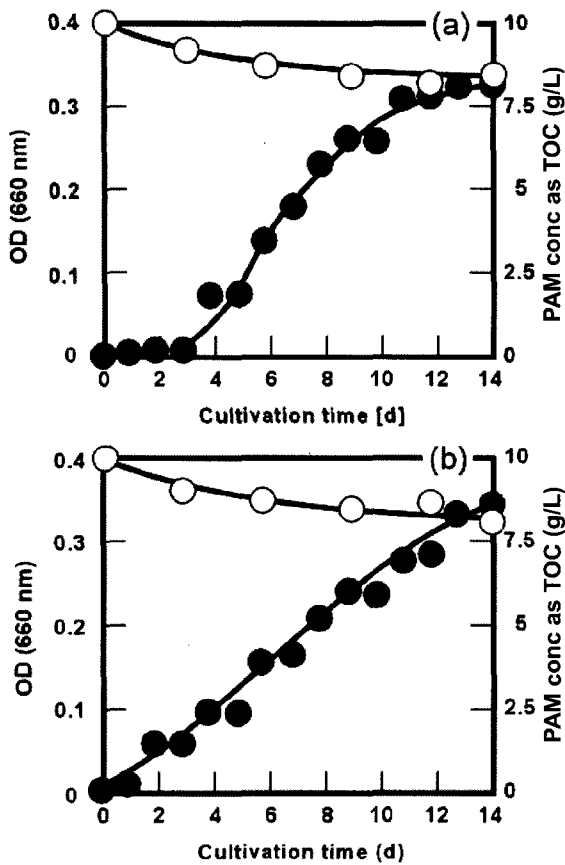 (a)
OD (660 nm)
0.4
0.3
0.2
0.1
0
10
7.5
5
2.5
0
PAM conc as TOC (g/L)
0 2 4 6 8 10 12 14
Cultivation time [d]
(b)
OD (660 nm)
0.4
0.3
0.2
0.1
0
10
7.5
5
2.5
0
PAM conc as TOC (g/L)
0 2 4 6 8 10 12 14
Cultivation time (d)